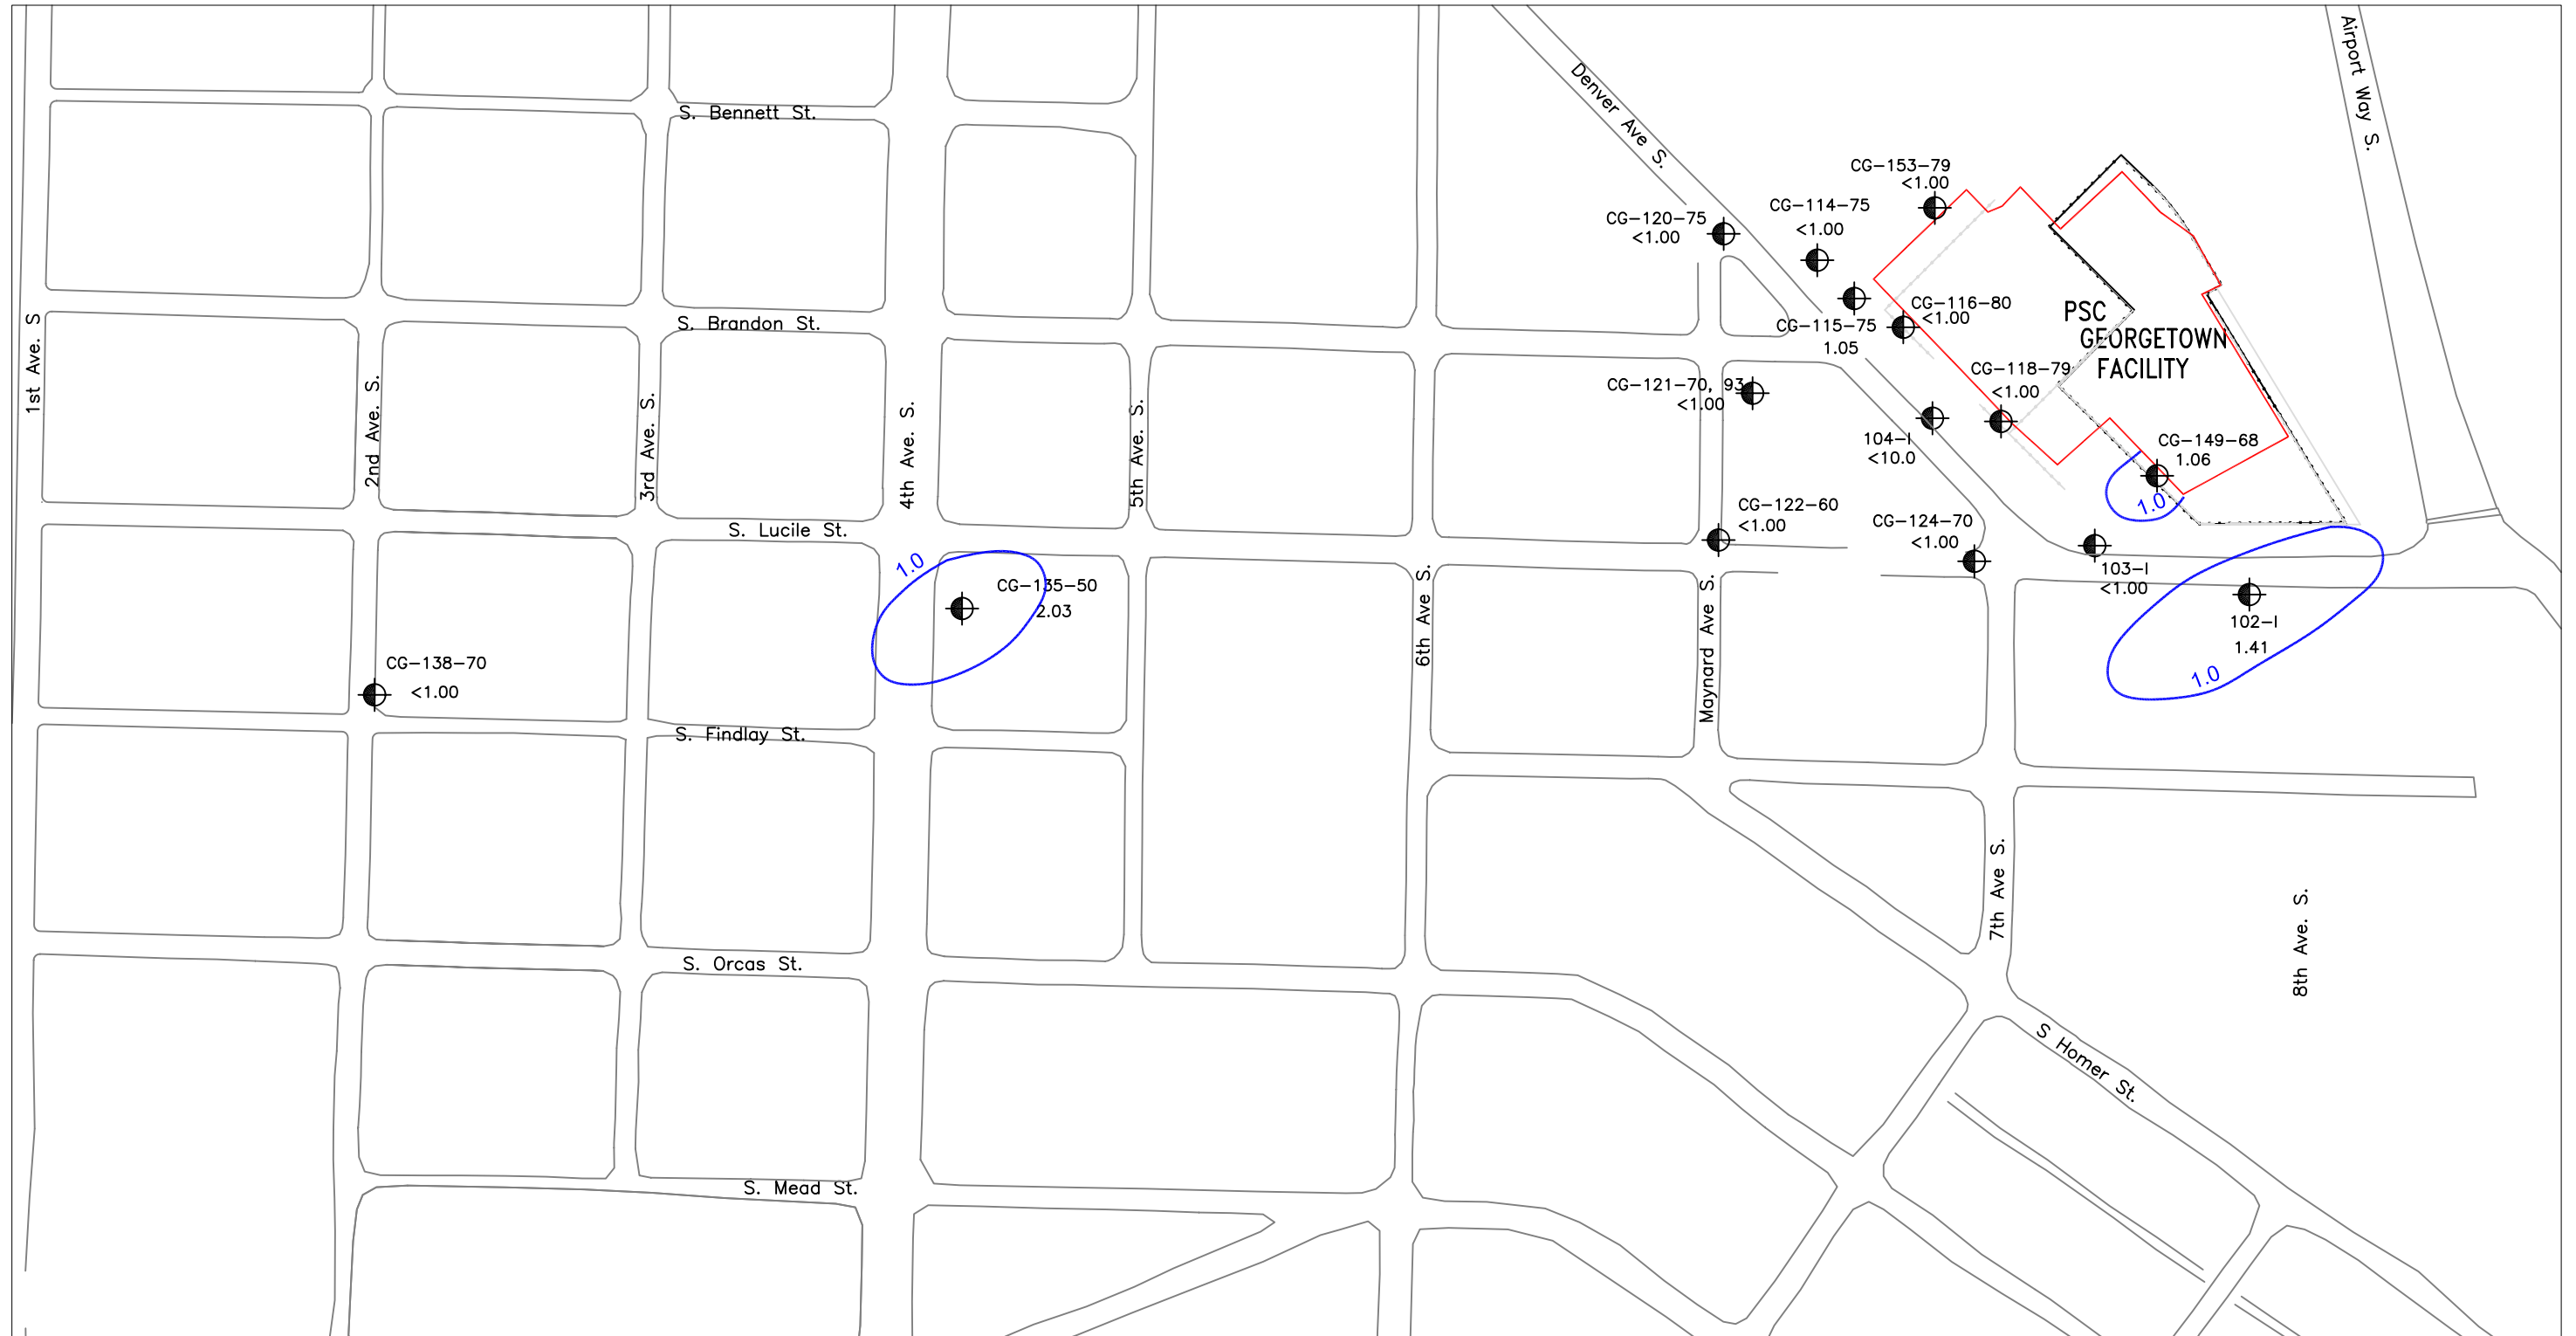 Airport Way S.
Denver Ave S.
S. Bennett St.
CG-153-79
<1.00
CG-114-75
<1.00
CG-120-75
<1.00
CG-116-80
<1.00
CG-115-75
1.05
PSC
GEORGETOWN
FACILITY
1st Ave. S
S. Brandon St.
CG-118-79
<1.00
CG-121-70, 93
<1.00
2nd Ave. S.
3rd Ave. S.
4th Ave. S.
5th Ave. S.
104-I
<10.0
CG-149-68
1.06
1.0
CG-122-60
<1.00
CG-124-70
<1.00
S. Lucile St.
1.0
CG-135-50
2.03
103-I
<1.00
102-I
1.41
1.0
6th Ave S.
Maynard Ave S.
CG-138-70
<1.00
S. Findlay St.
7th Ave S.
8th Ave. S.
S. Orcas St.
S Homer St.
S. Mead St.